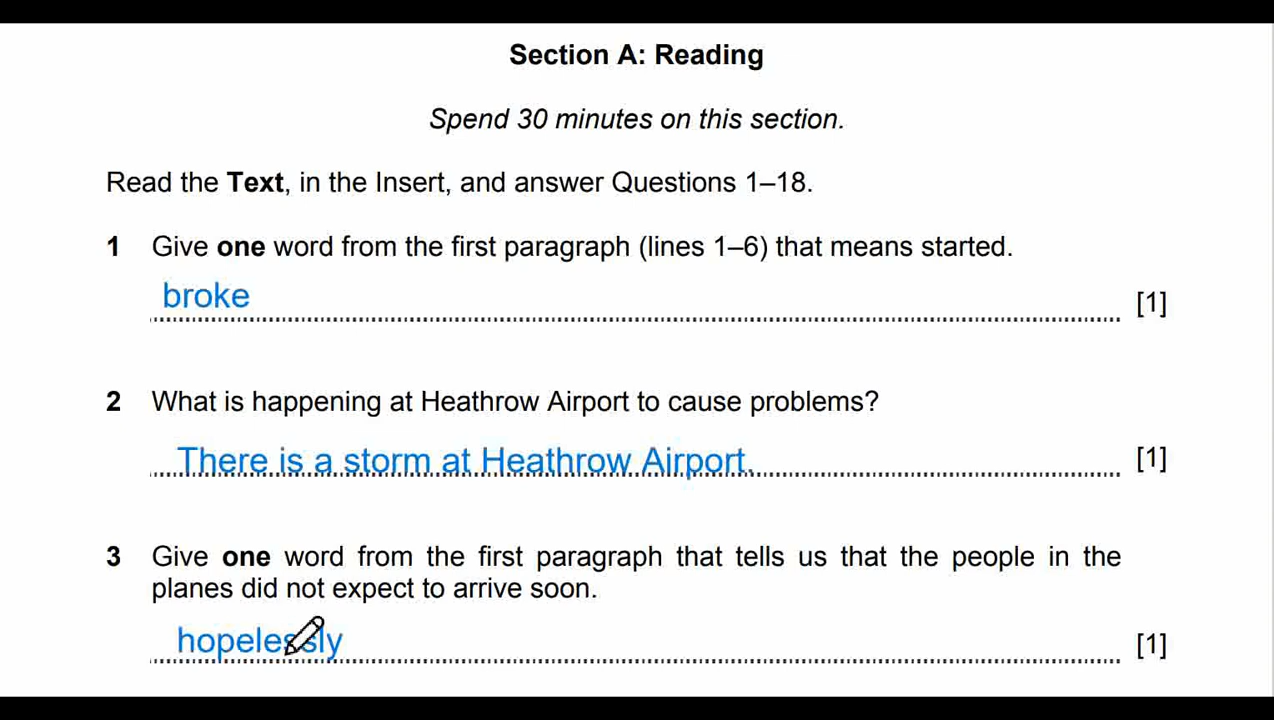 Section A: Reading
Spend 30 minutes on this section.
Read the Text, in the Insert, and answer Questions 1–18.
1 Give one word from the first paragraph (lines 1–6) that means started.
broke [1]
2 What is happening at Heathrow Airport to cause problems?
There is a storm at Heathrow Airport. [1]
3 Give one word from the first paragraph that tells us that the people in the
planes did not expect to arrive soon.
hopelessly [1]